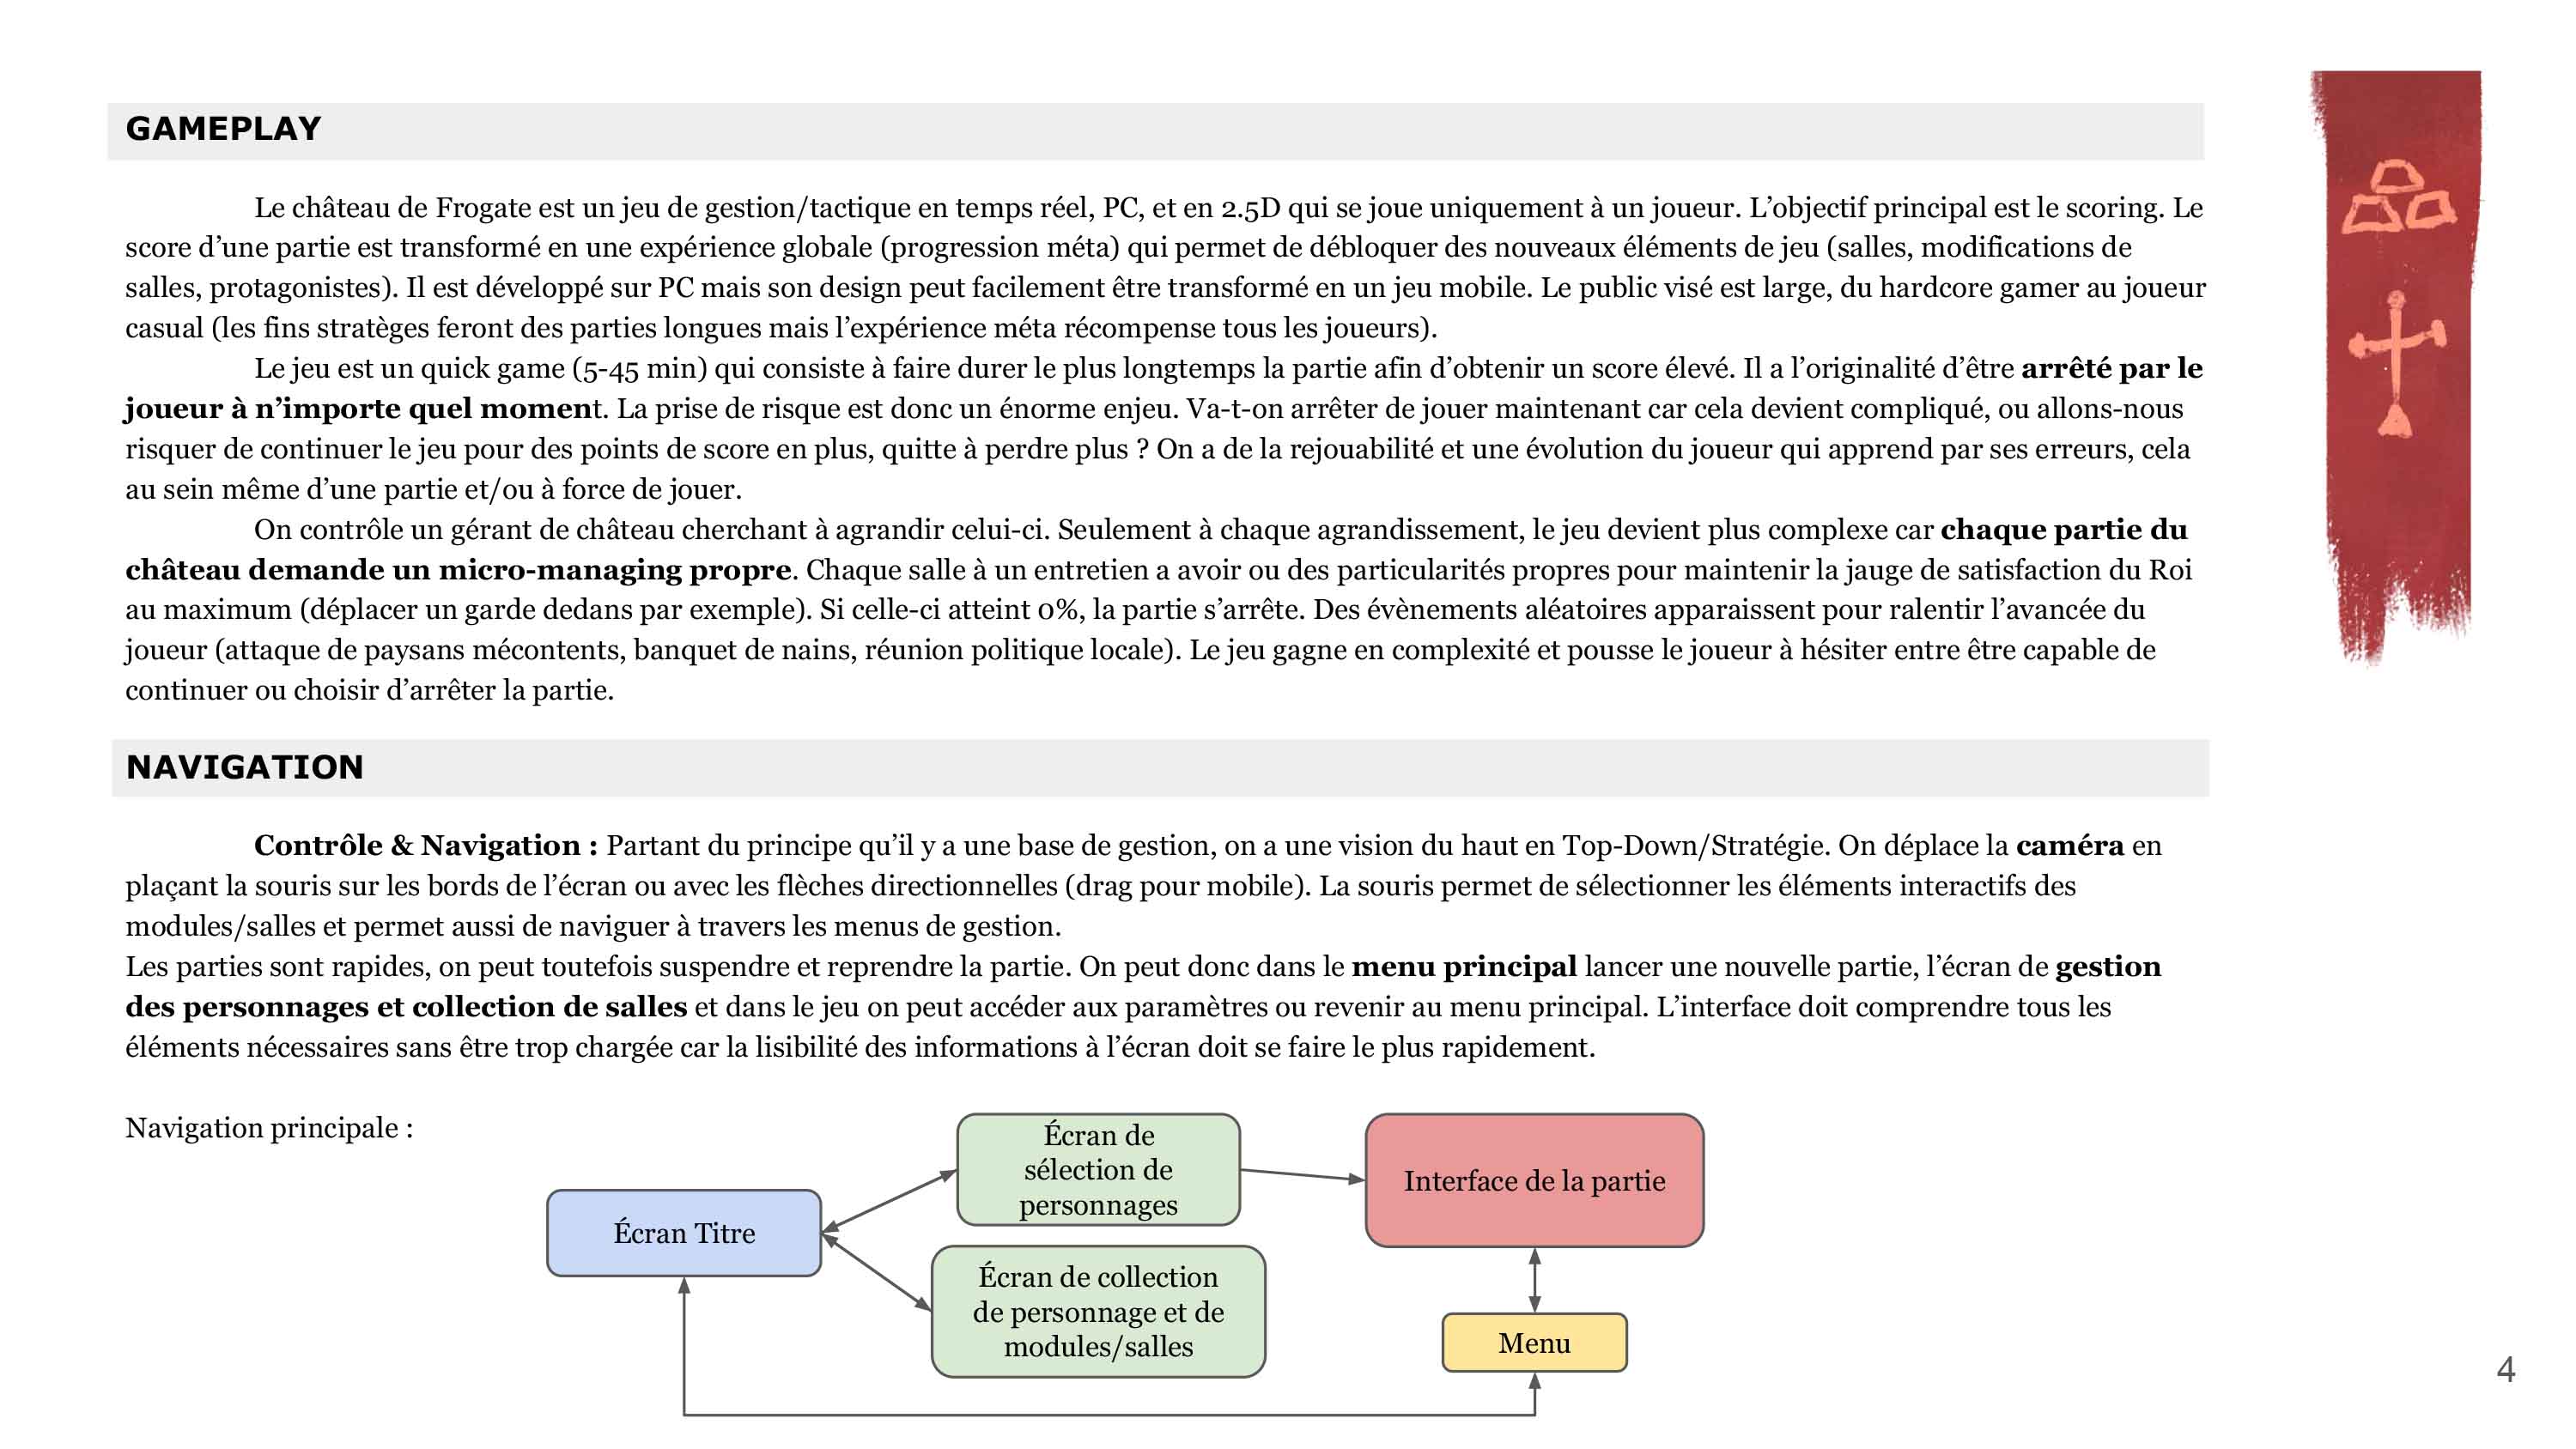 GAMEPLAY
Le château de Frogate est un jeu de gestion/tactique en temps réel, PC, et en 2.5D qui se joue uniquement à un joueur. L’objectif principal est le scoring. Le
score d’une partie est transformé en une expérience globale (progression méta) qui permet de débloquer des nouveaux éléments de jeu (salles, modifications de
salles, protagonistes). Il est développé sur PC mais son design peut facilement être transformé en un jeu mobile. Le public visé est large, du hardcore gamer au joueur
casual (les fins stratèges feront des parties longues mais l’expérience méta récompense tous les joueurs).
Le jeu est un quick game (5-45 min) qui consiste à faire durer le plus longtemps la partie afin d’obtenir un score élevé. Il a l’originalité d’être arrêté par le
joueur à n’importe quel moment. La prise de risque est donc un énorme enjeu. Va-t-on arrêter de jouer maintenant car cela devient compliqué, ou allons-nous
risquer de continuer le jeu pour des points de score en plus, quitte à perdre plus ? On a de la rejouabilité et une évolution du joueur qui apprend par ses erreurs, cela
au sein même d’une partie et/ou à force de jouer.
On contrôle un gérant de château cherchant à agrandir celui-ci. Seulement à chaque agrandissement, le jeu devient plus complexe car chaque partie du
château demande un micro-managing propre. Chaque salle à un entretien a avoir ou des particularités propres pour maintenir la jauge de satisfaction du Roi
au maximum (déplacer un garde dedans par exemple). Si celle-ci atteint 0%, la partie s’arrête. Des évènements aléatoires apparaissent pour ralentir l’avancée du
joueur (attaque de paysans mécontents, banquet de nains, réunion politique locale). Le jeu gagne en complexité et pousse le joueur à hésiter entre être capable de
continuer ou choisir d’arrêter la partie.
NAVIGATION
Contrôle & Navigation : Partant du principe qu’il y a une base de gestion, on a une vision du haut en Top-Down/Stratégie. On déplace la caméra en
plaçant la souris sur les bords de l’écran ou avec les flèches directionnelles (drag pour mobile). La souris permet de sélectionner les éléments interactifs des
modules/salles et permet aussi de naviguer à travers les menus de gestion.
Les parties sont rapides, on peut toutefois suspendre et reprendre la partie. On peut donc dans le menu principal lancer une nouvelle partie, l’écran de gestion
des personnages et collection de salles et dans le jeu on peut accéder aux paramètres ou revenir au menu principal. L’interface doit comprendre tous les
éléments nécessaires sans être trop chargée car la lisibilité des informations à l’écran doit se faire le plus rapidement.
Navigation principale :
Écran de
sélection de
personnages
Interface de la partie
Écran Titre
Écran de collection
de personnage et de
modules/salles
Menu
4